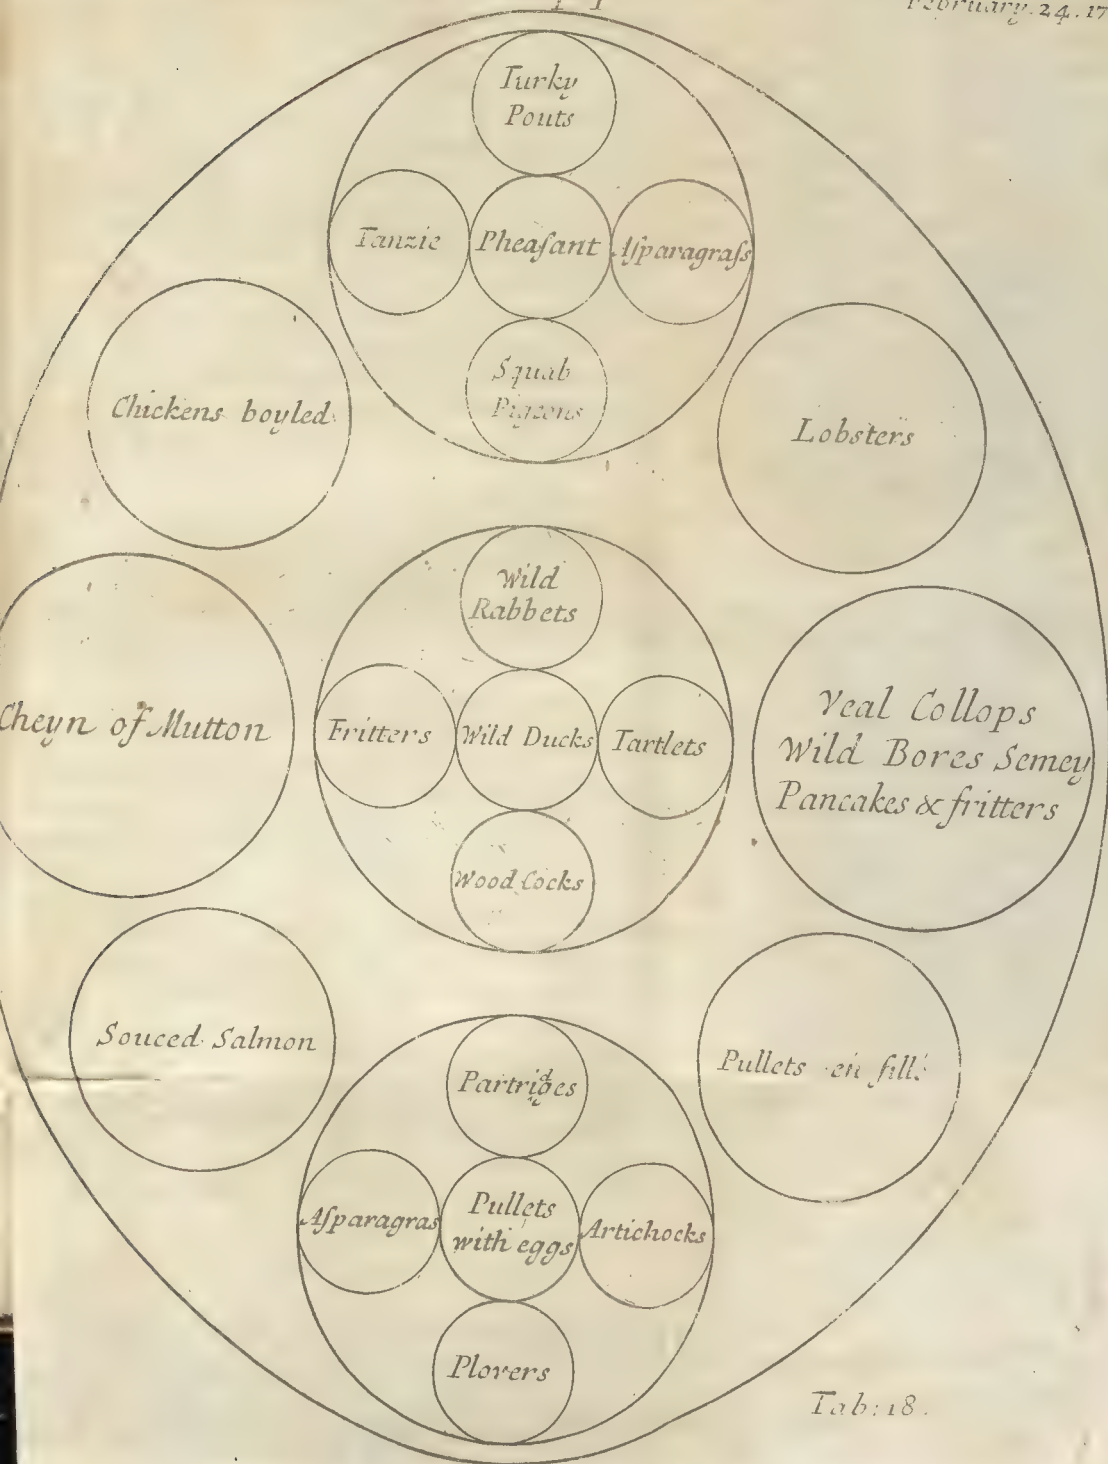 February. 24. 17
Turky
Pouts
Tanzie
Pheaſant
Aſparagraſs
Squab
Pigeons
Chickens boyled
Lobsters
Wild
Rabbets
Cheyn of Mutton
Fritters
Wild Ducks
Tartlets
Veal Collops
Wild Bores Semey
Pancakes & fritters
Wood Cocks
Souced Salmon
Pullets en fill
Partridges
Aſparagras
Pullets
with eggs
Artichocks
Plovers
Tab: 18.